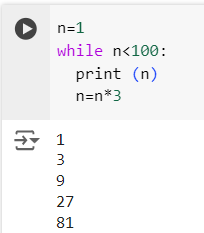 n=1
while n<100:
  print (n)
  n=n*3
1
3
9
27
81